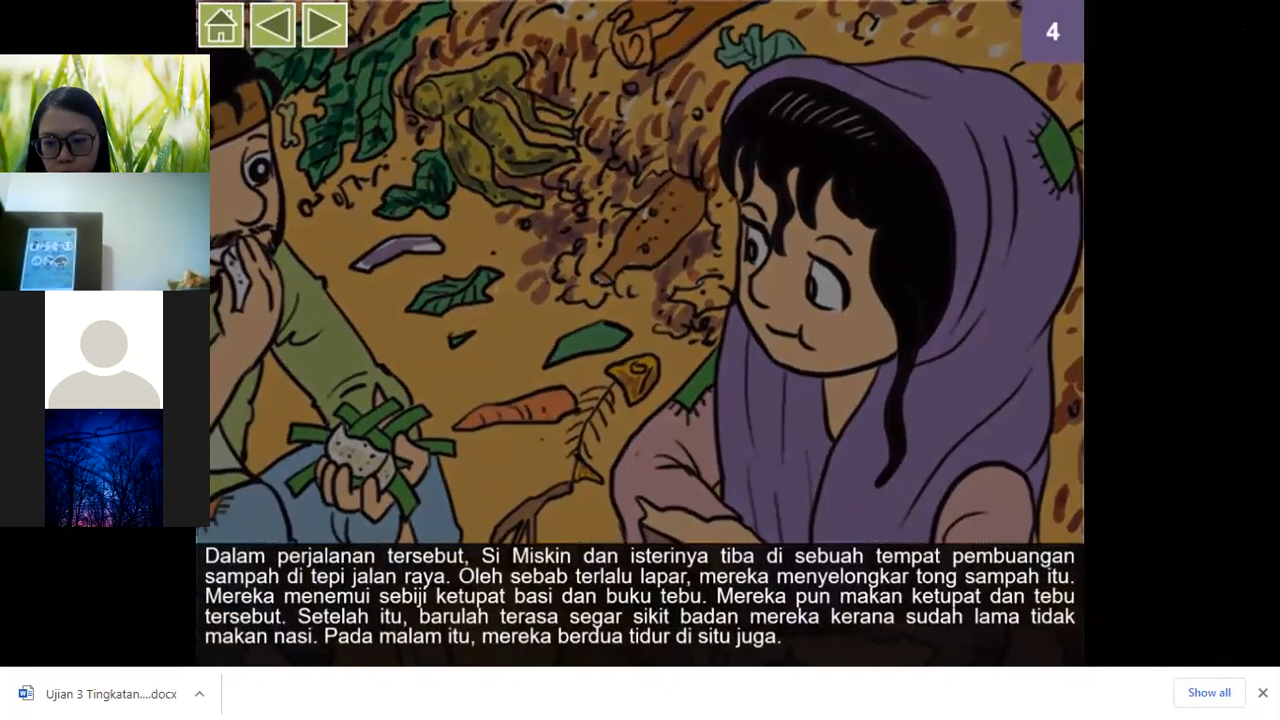 4
Dalam perjalanan tersebut, Si Miskin dan isterinya tiba di sebuah tempat pembuangan
sampah di tepi jalan raya. Oleh sebab terlalu lapar, mereka menyelongkar tong sampah itu.
Mereka menemui sebiji ketupat basi dan buku tebu. Mereka pun makan ketupat dan tebu
tersebut. Setelah itu, barulah terasa segar sikit badan mereka kerana sudah lama tidak
makan nasi. Pada malam itu, mereka berdua tidur di situ juga.
Ujian 3 Tingkatan....docx
Show all